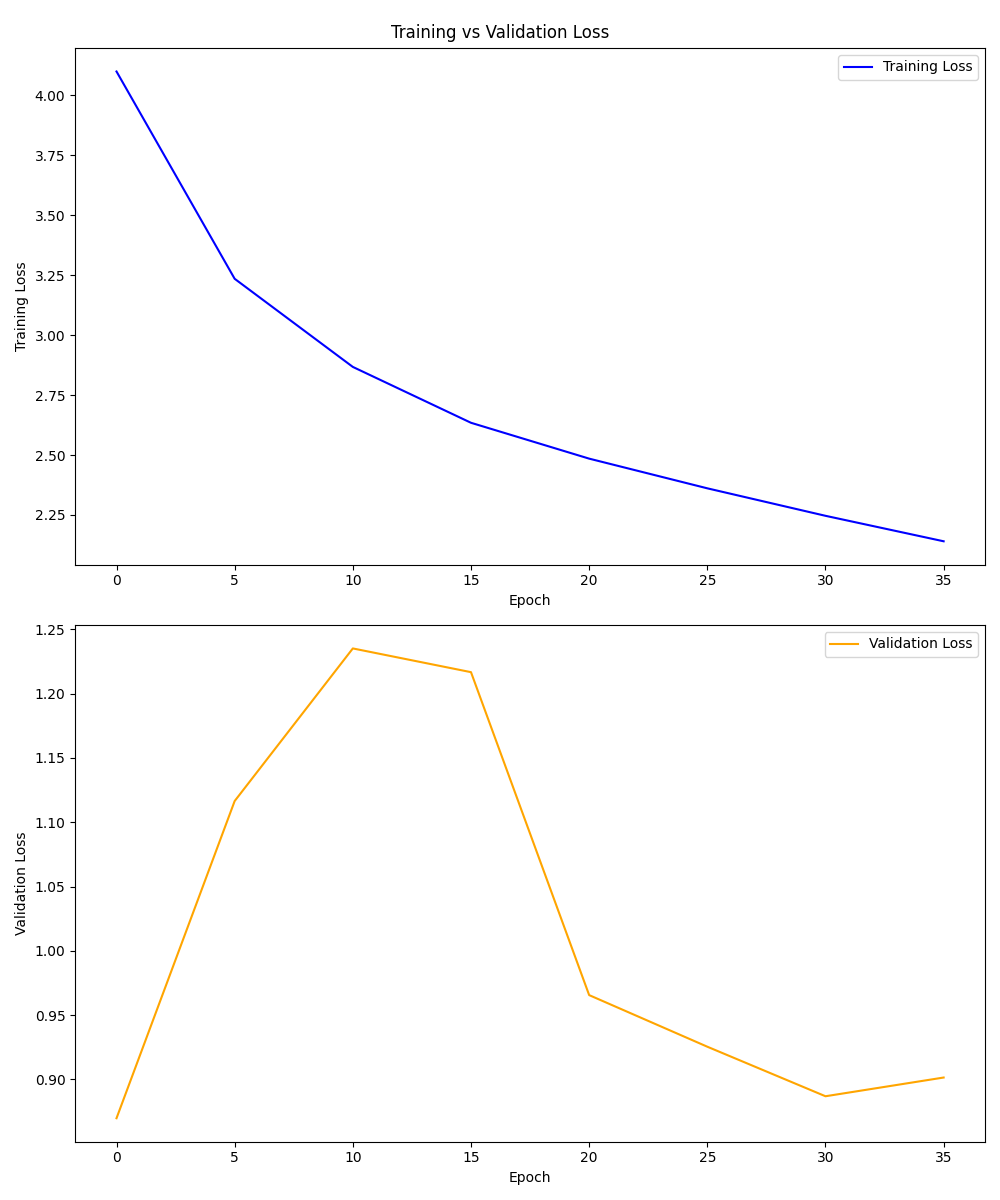 Training vs Validation Loss
Training Loss
4.00
3.75
3.50
3.25
3.00
2.75
2.50
2.25
Training Loss
0 5 10 15 20 25 30 35
Epoch
Validation Loss
1.25
1.20
1.15
1.10
1.05
1.00
0.95
0.90
Validation Loss
0 5 10 15 20 25 30 35
Epoch